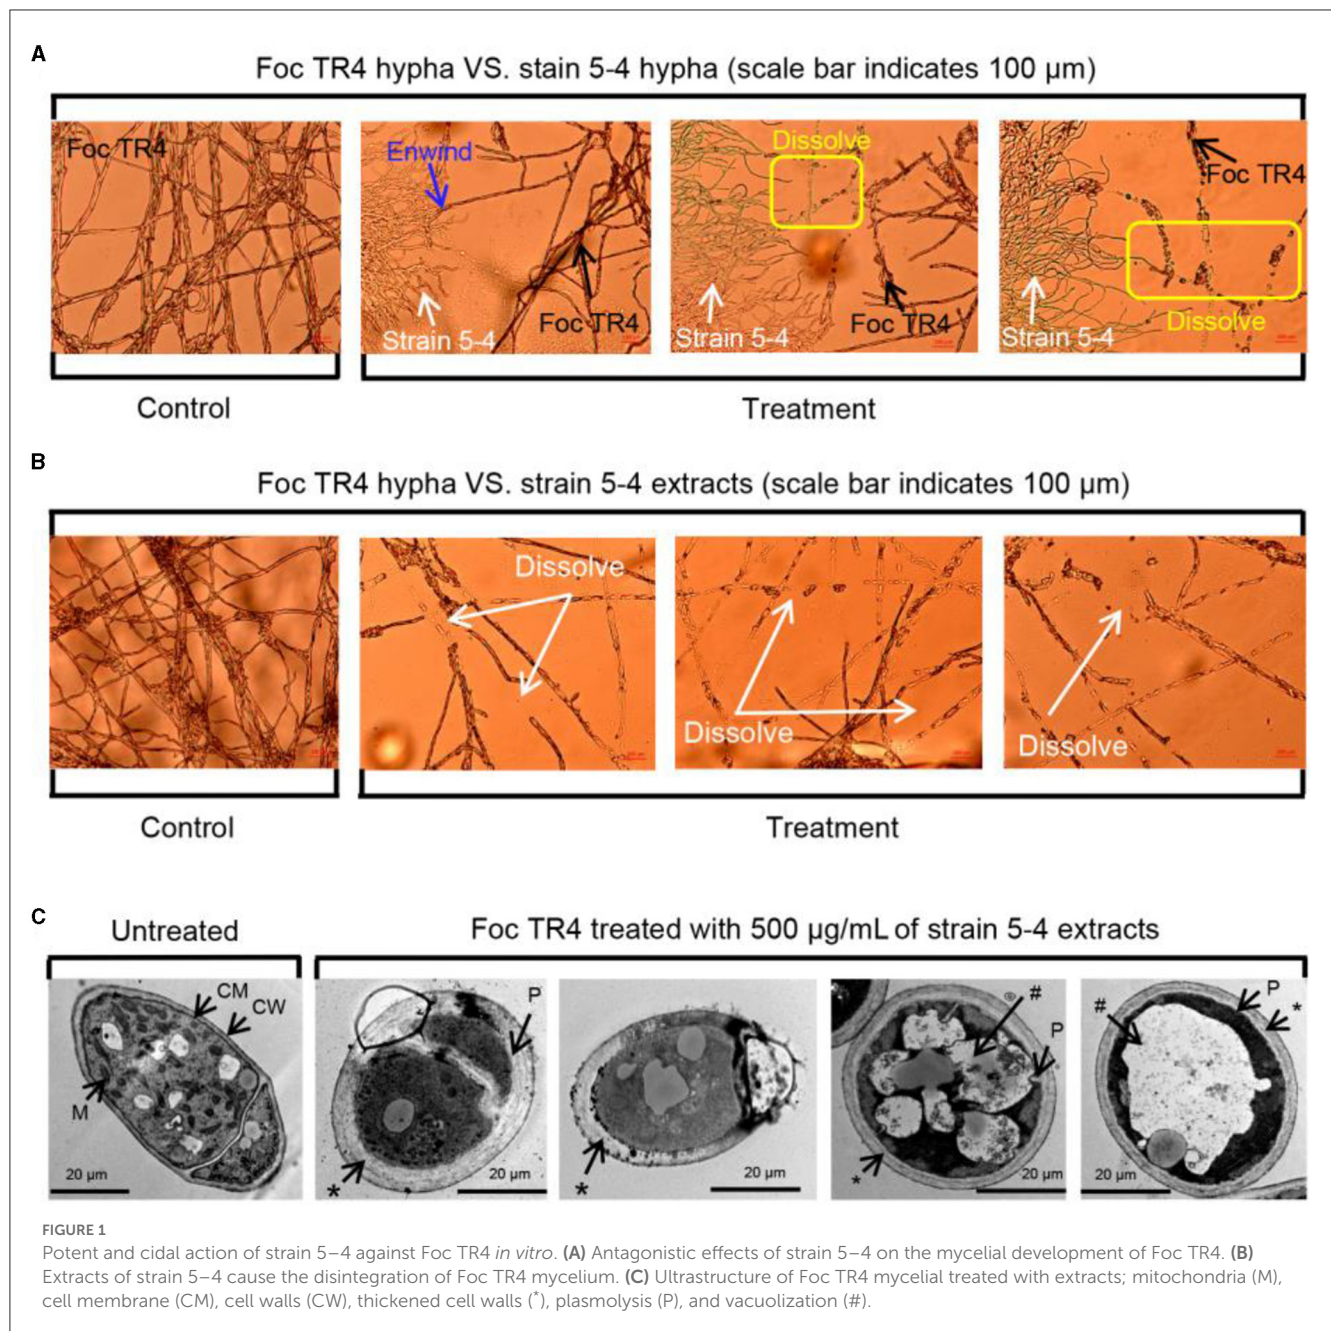 A
Foc TR4 hypha VS. stain 5-4 hypha (scale bar indicates 100 µm)
Foc TR4
Enwind
Strain 5-4
Foc TR4
Dissolve
Strain 5-4
Foc TR4
Foc TR4
Strain 5-4
Dissolve
Control
Treatment
B
Foc TR4 hypha VS. strain 5-4 extracts (scale bar indicates 100 µm)
Dissolve
Dissolve
Dissolve
Control
Treatment
C
Untreated
Foc TR4 treated with 500 µg/mL of strain 5-4 extracts
CM
CW
M
20 µm
P
*
20 µm
*
20 µm
#
P
*
20 µm
#
P
*
20 µm
FIGURE 1
Potent and cidal action of strain 5–4 against Foc TR4 in vitro. (A) Antagonistic effects of strain 5–4 on the mycelial development of Foc TR4. (B)
Extracts of strain 5–4 cause the disintegration of Foc TR4 mycelium. (C) Ultrastructure of Foc TR4 mycelial treated with extracts; mitochondria (M),
cell membrane (CM), cell walls (CW), thickened cell walls (*), plasmolysis (P), and vacuolization (#).